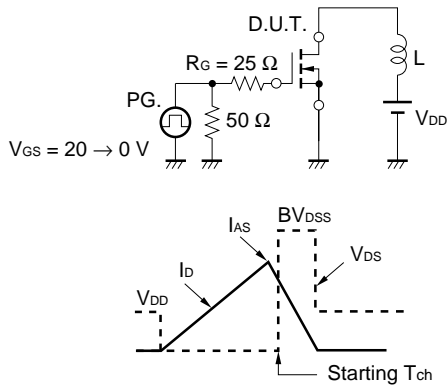 D.U.T.
RG = 25 Ω
L
PG.
50 Ω
VDD
VGS = 20 → 0 V
BVDSS
IAS
ID
VDS
VDD
Starting Tch